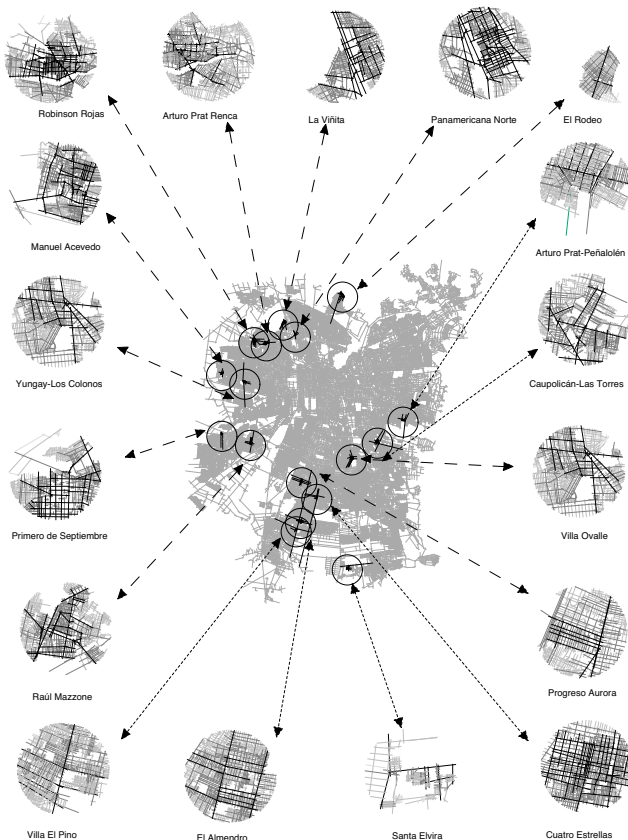 Robinson Rojas
Arturo Prat Renca
La Viñita
Panamericana Norte
El Rodeo
Manuel Acevedo
Arturo Prat-Peñalolén
Yungay-Los Colonos
Caupolicán-Las Torres
Primero de Septiembre
Villa Ovalle
Raúl Mazzone
Progreso Aurora
Villa El Pino
El Almendro
Santa Elvira
Cuatro Estrellas